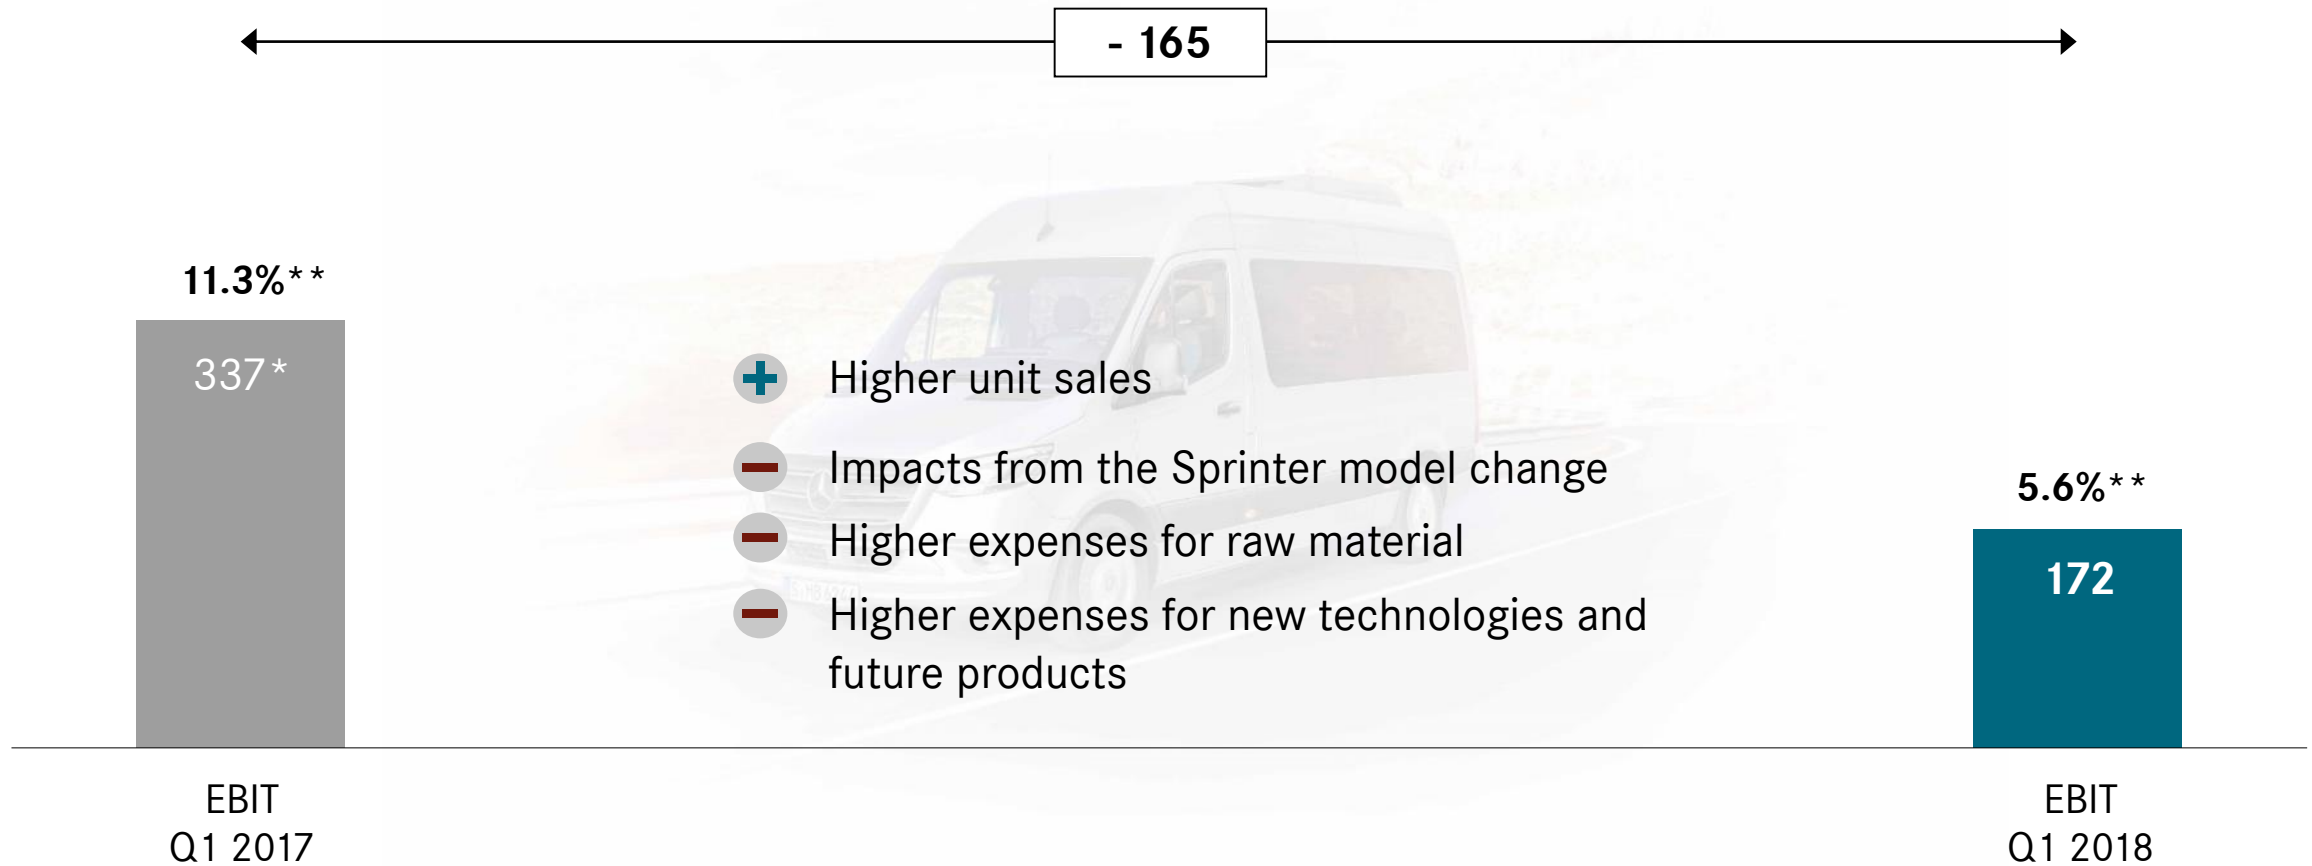 - 165
11.3%**
337*
Higher unit sales
Impacts from the Sprinter model change
Higher expenses for raw material
Higher expenses for new technologies and
future products
5.6%**
172
EBIT
Q1 2017
EBIT
Q1 2018